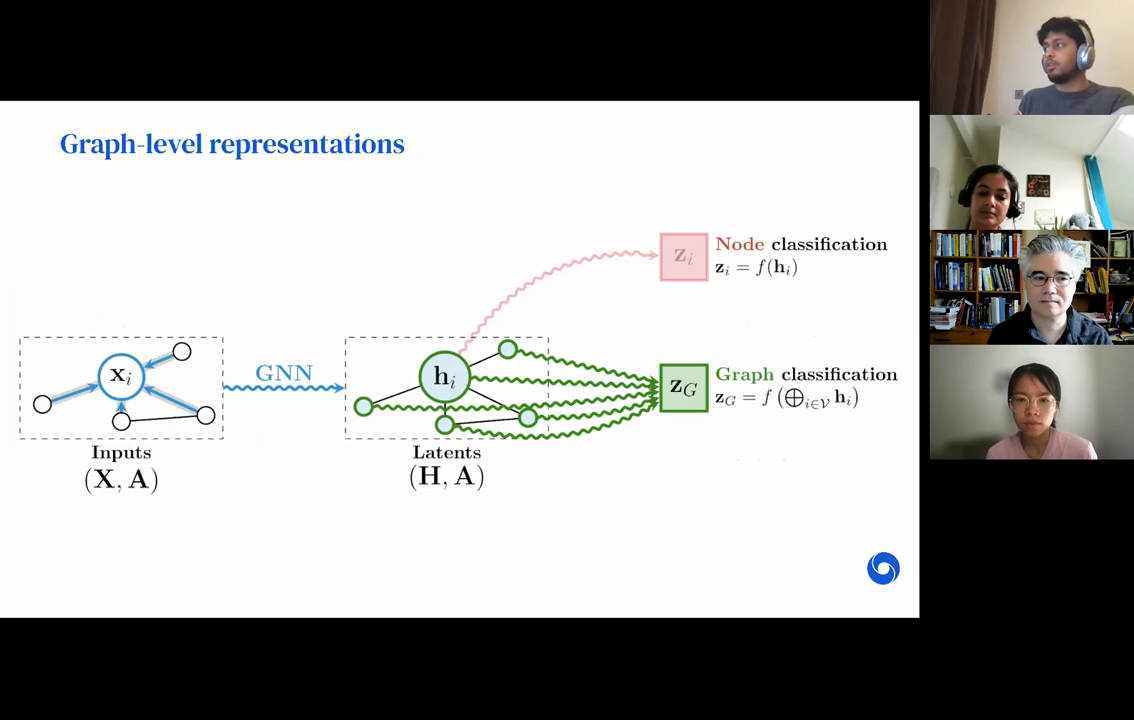 Graph-level representations
z_i
Node classification
z_i = f(h_i)
x_i
GNN
h_i
z_G
Graph classification
z_G = f (⊕_{i∈V} h_i)
Inputs
(X, A)
Latents
(H, A)